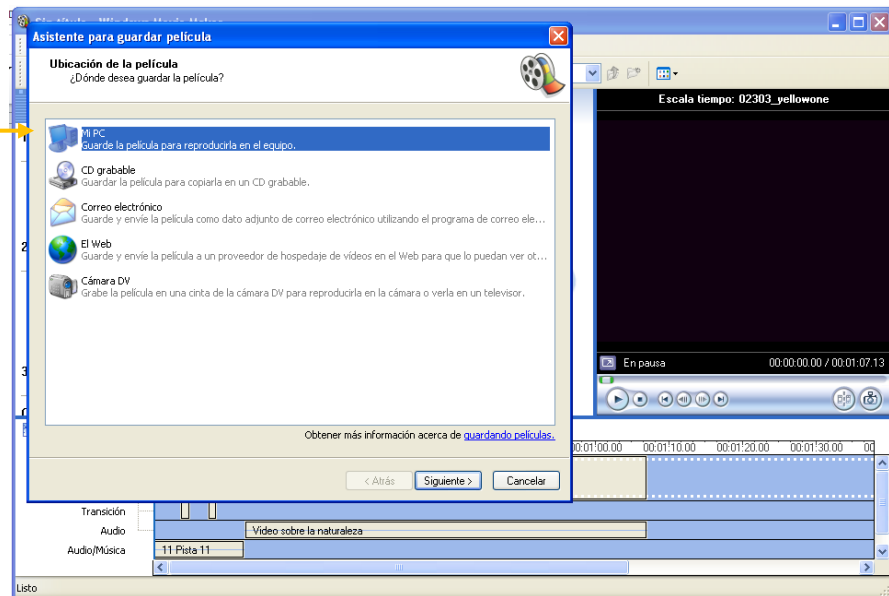 Asistente para guardar película
Ubicación de la película
¿Dónde desea guardar la película?
Mi PC
Guarde la película para reproducirla en el equipo.
CD grabable
Guardar la película para copiarla en un CD grabable.
Correo electrónico
Guarde y envíe la película como dato adjunto de correo electrónico utilizando el programa de correo ele...
El Web
Guarde y envíe la película a un proveedor de hospedaje de vídeos en el Web para que lo puedan ver ot...
Cámara DV
Grabe la película en una cinta de la cámara DV para reproducirla en la cámara o verla en un televisor.
Obtener más información acerca de guardando películas.
< Atrás
Siguiente >
Cancelar
Escala tiempo: 02303_yellowone
En pausa
00:00:00.00 / 00:01:07.13
0:01:00.00 00:01:10.00 00:01:20.00 00:01:30.00 00
Transición
Audio
Video sobre la naturaleza
Audio/Música
11 Pista 11
Listo